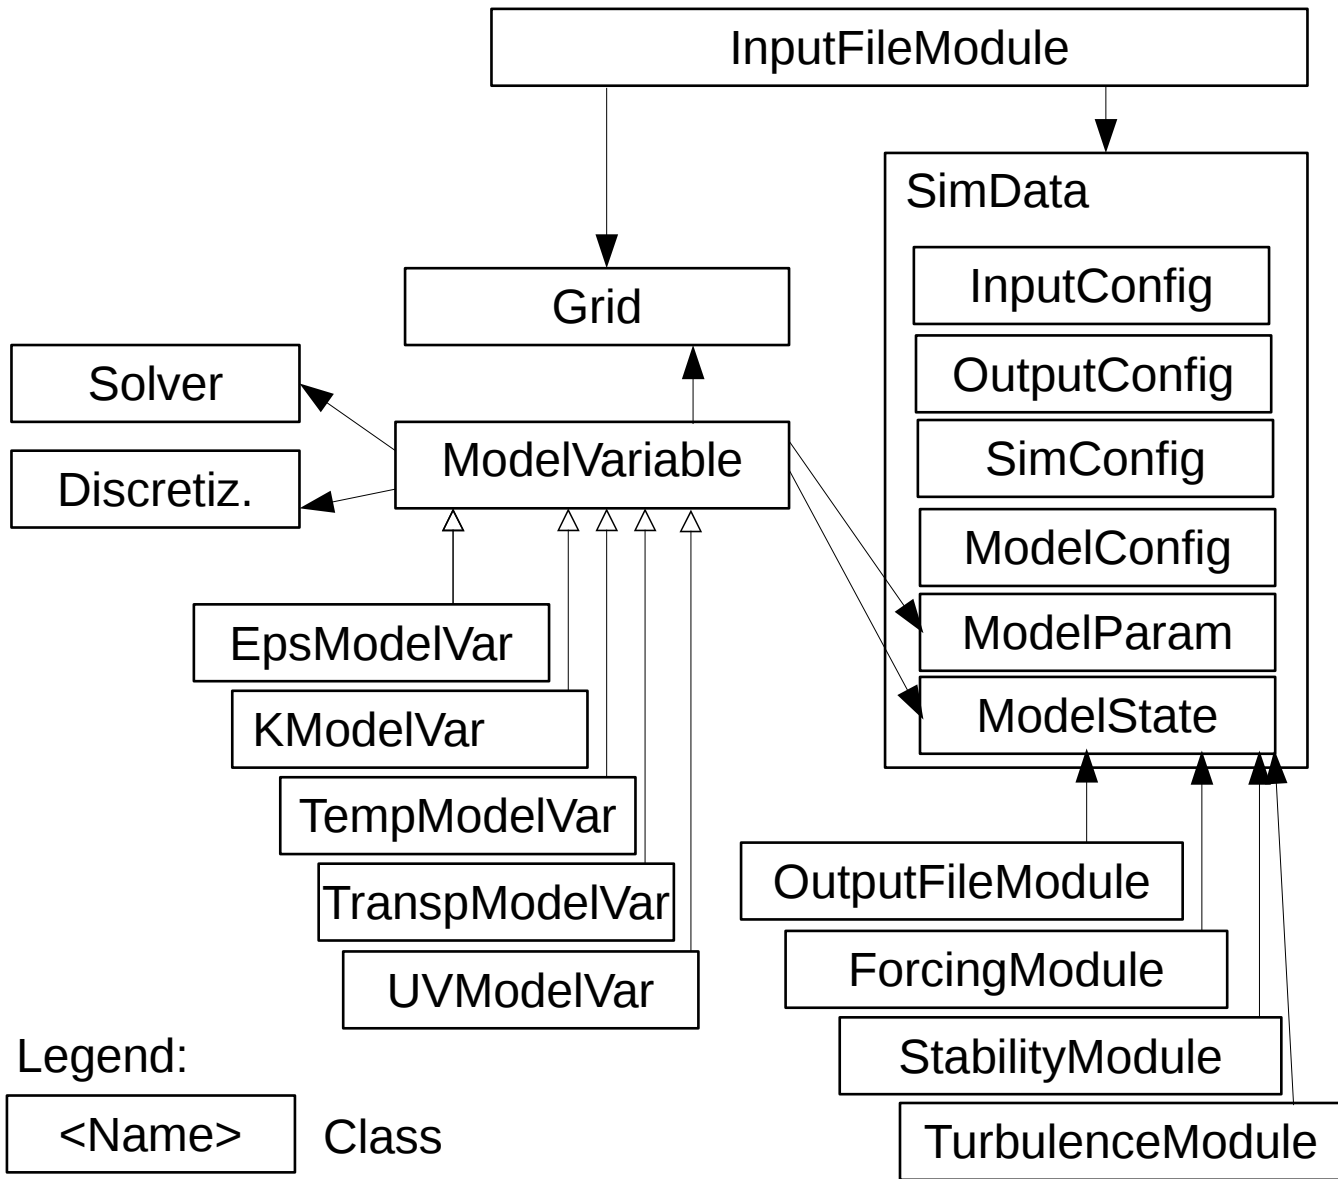 InputFileModule
SimData
InputConfig
Grid
OutputConfig
Solver
ModelVariable
SimConfig
Discretiz.
ModelConfig
EpsModelVar
ModelParam
KModelVar
ModelState
TempModelVar
OutputFileModule
TranspModelVar
ForcingModule
UVModelVar
StabilityModule
Legend:
<Name>
Class
TurbulenceModule